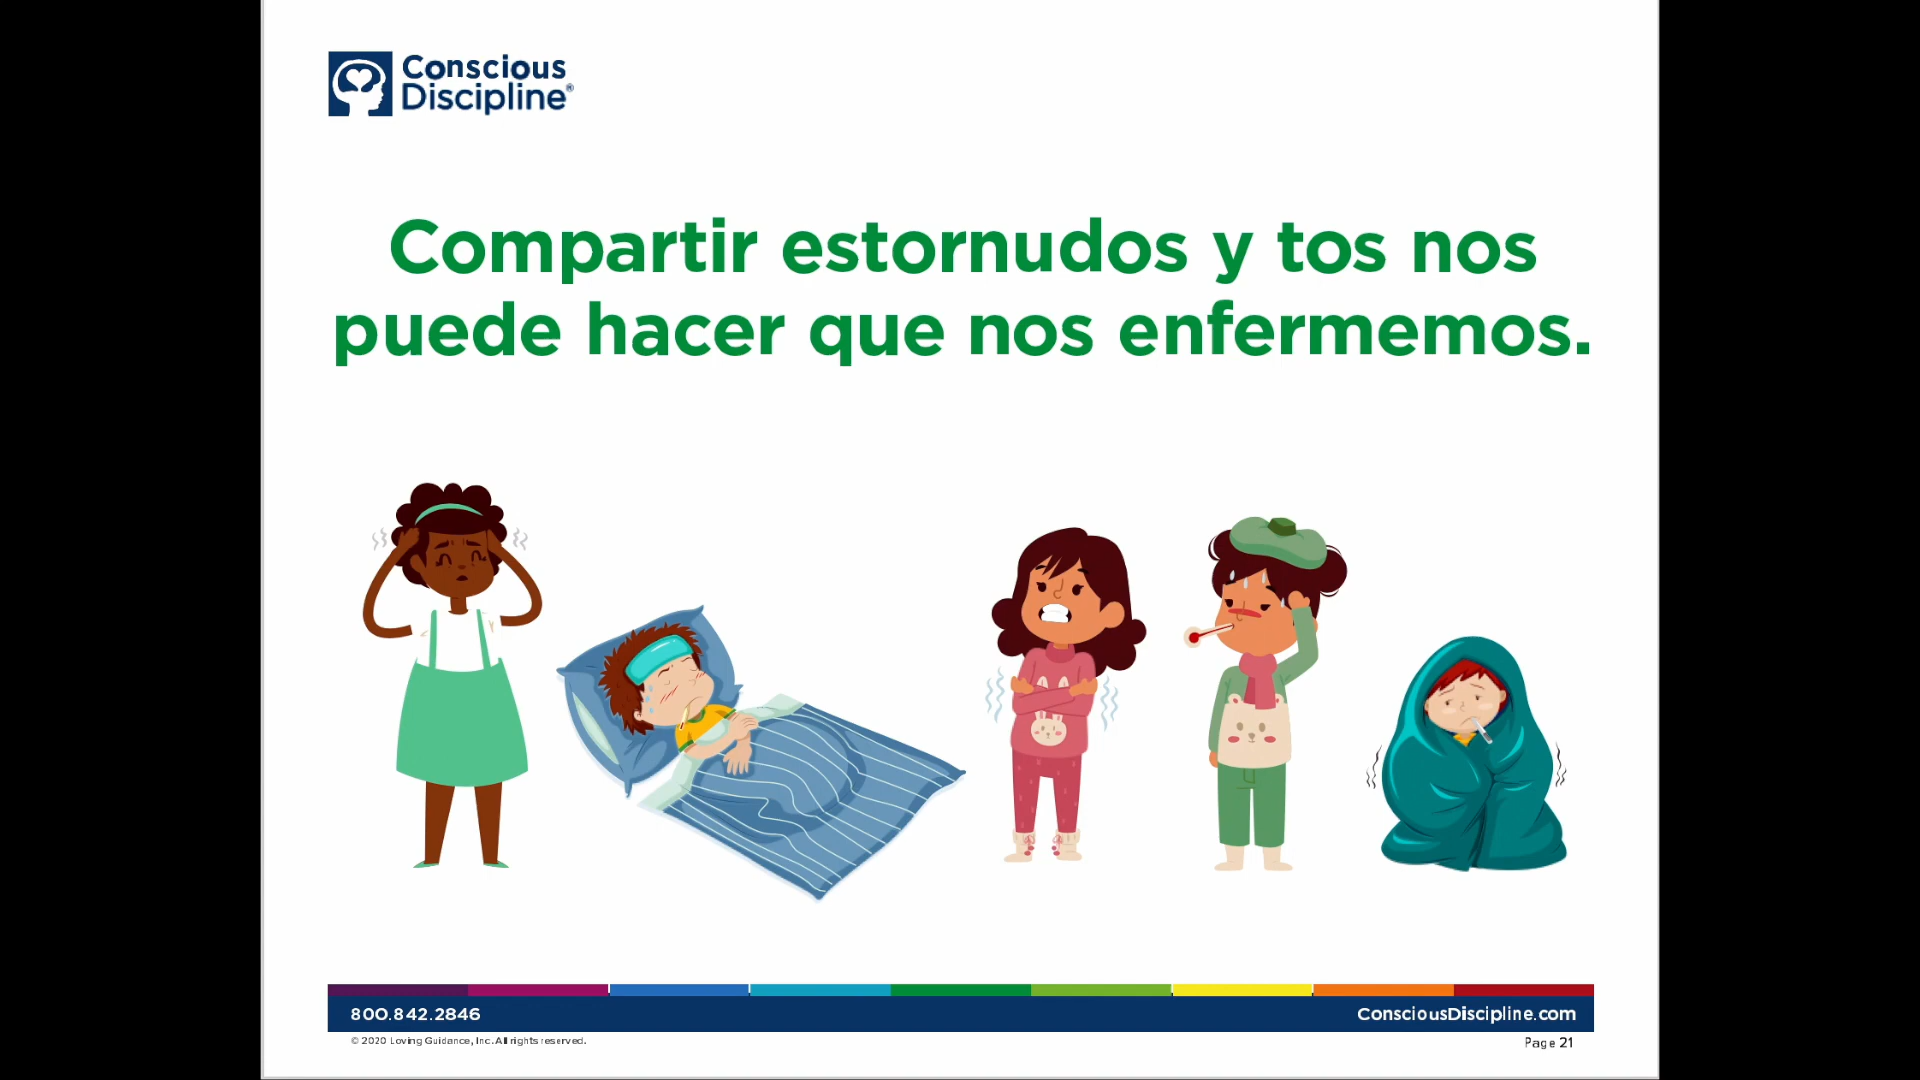 Conscious
Discipline®
Compartir estornudos y tos nos
puede hacer que nos enfermemos.
800.842.2846
ConsciousDiscipline.com
© 2020 Loving Guidance, Inc. All rights reserved.
Page 21